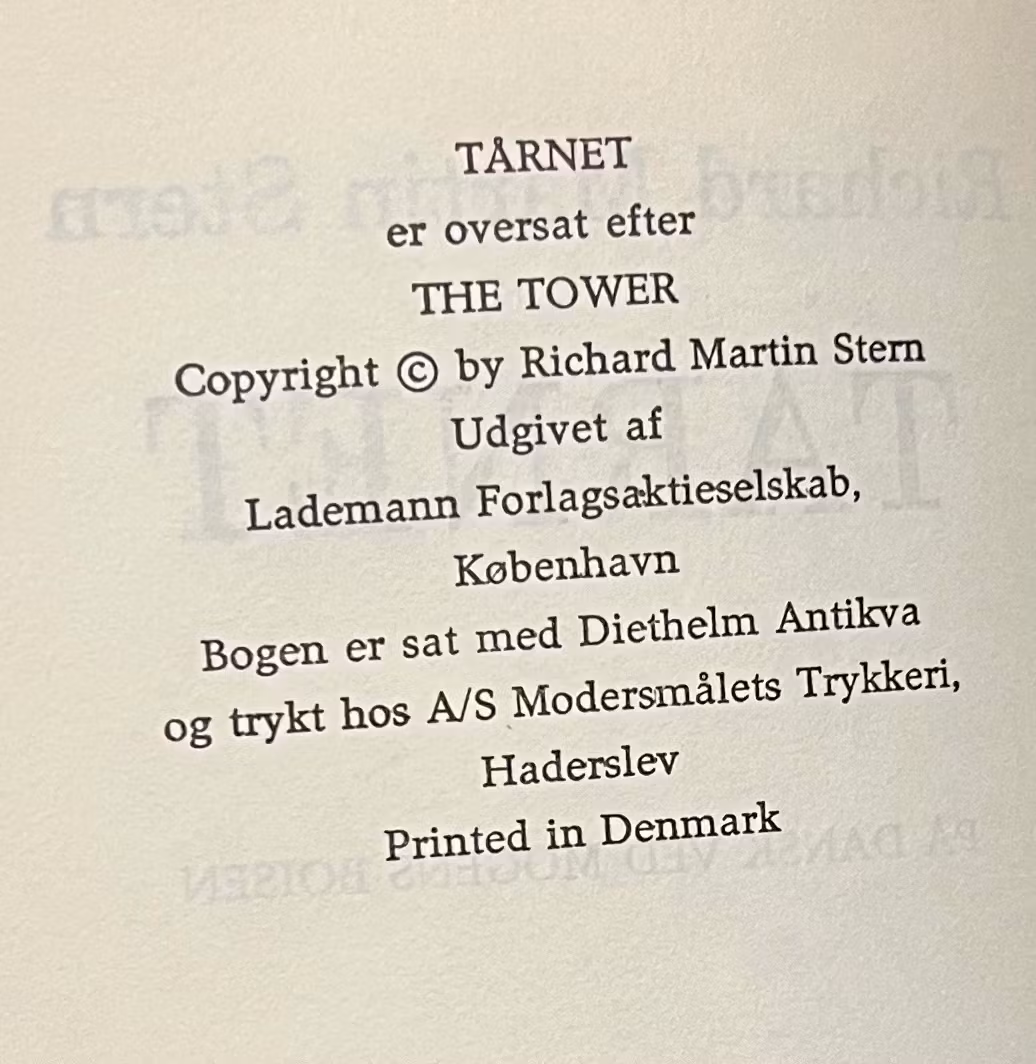 TÅRNET
er oversat efter
THE TOWER
Copyright © by Richard Martin Stern
Udgivet af
Lademann Forlagsaktieselskab,
København
Bogen er sat med Diethelm Antikva
og trykt hos A/S Modersmålets Trykkeri,
Haderslev
Printed in Denmark